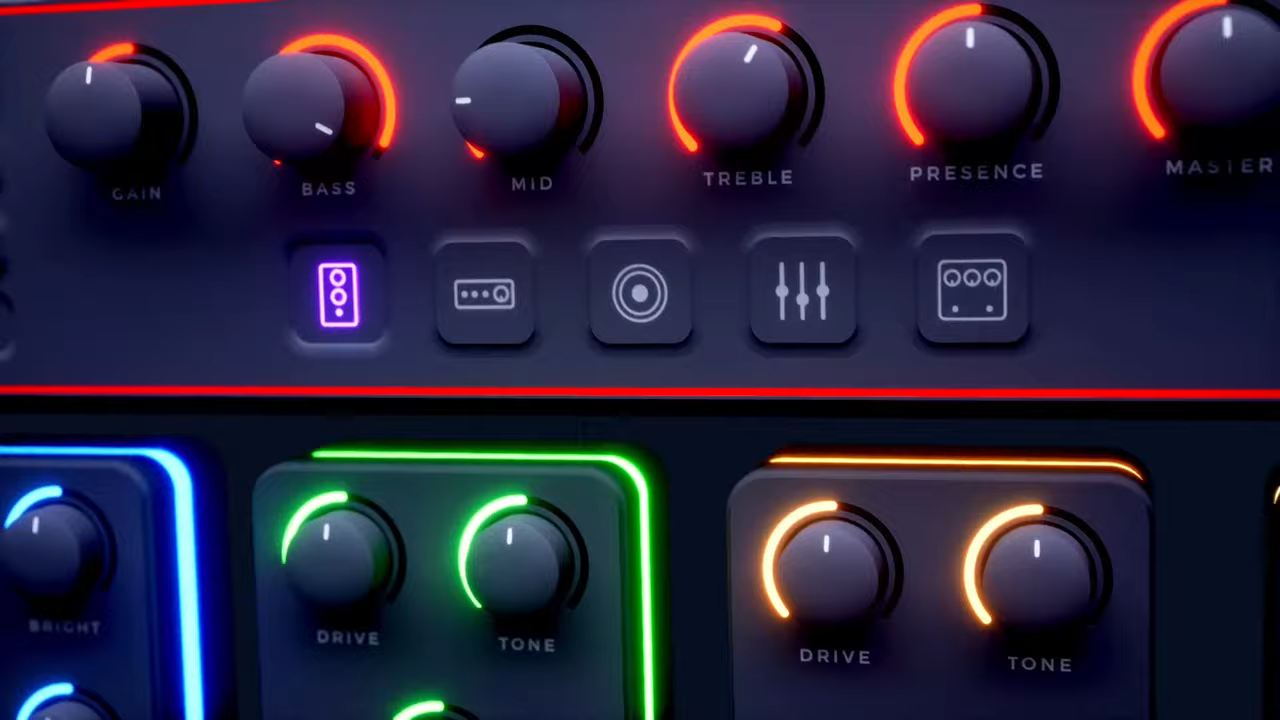 GAIN
BASS
MID
TREBLE
PRESENCE
MASTER
BRIGHT
DRIVE
TONE
DRIVE
TONE